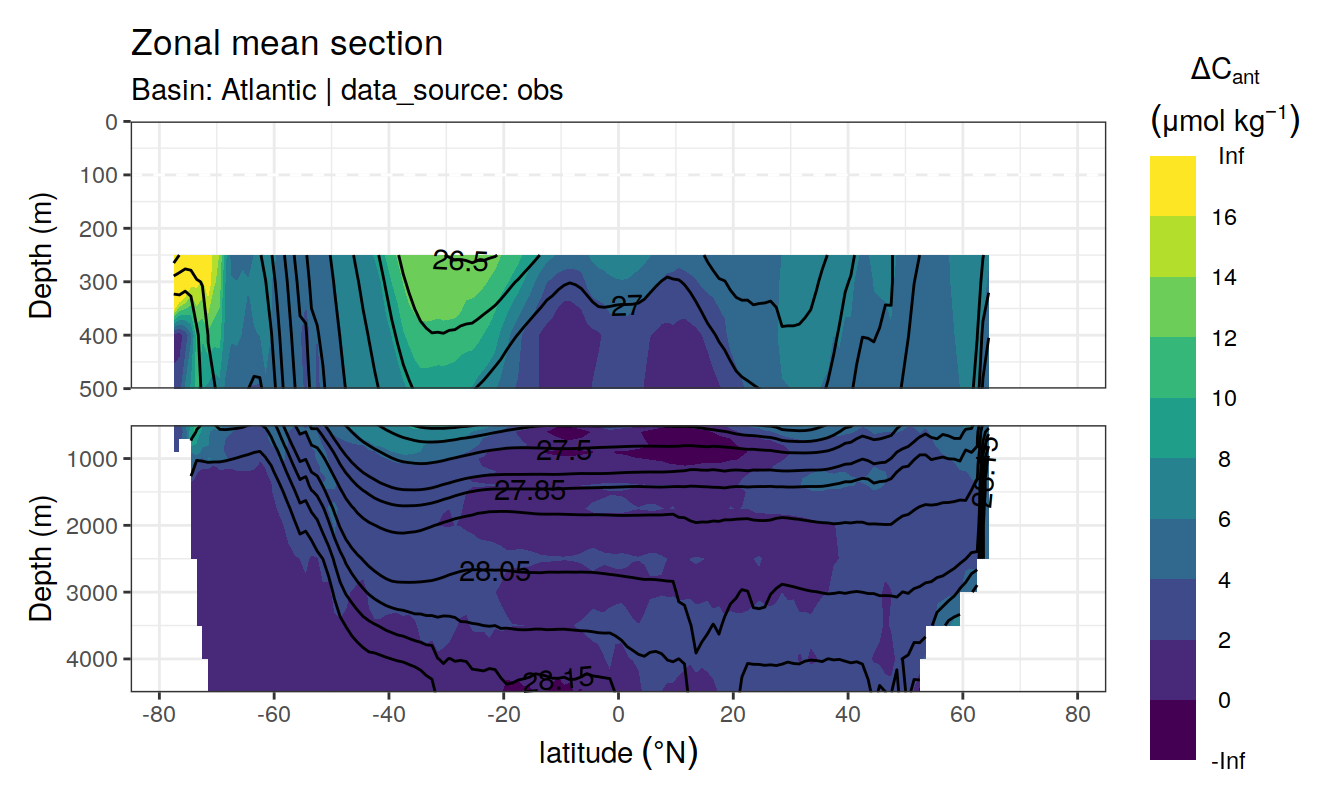 Zonal mean section
Basin: Atlantic | data_source: obs
ΔCant
(µmol kg−1)
Inf
16
14
12
10
8
6
4
2
0
-Inf
Depth (m)
0
100
200
300
400
500
26.5
27
Depth (m)
1000
2000
3000
4000
27.5
27.85
28.05
28.15
28.15
-80 -60 -40 -20 0 20 40 60 80
latitude (°N)